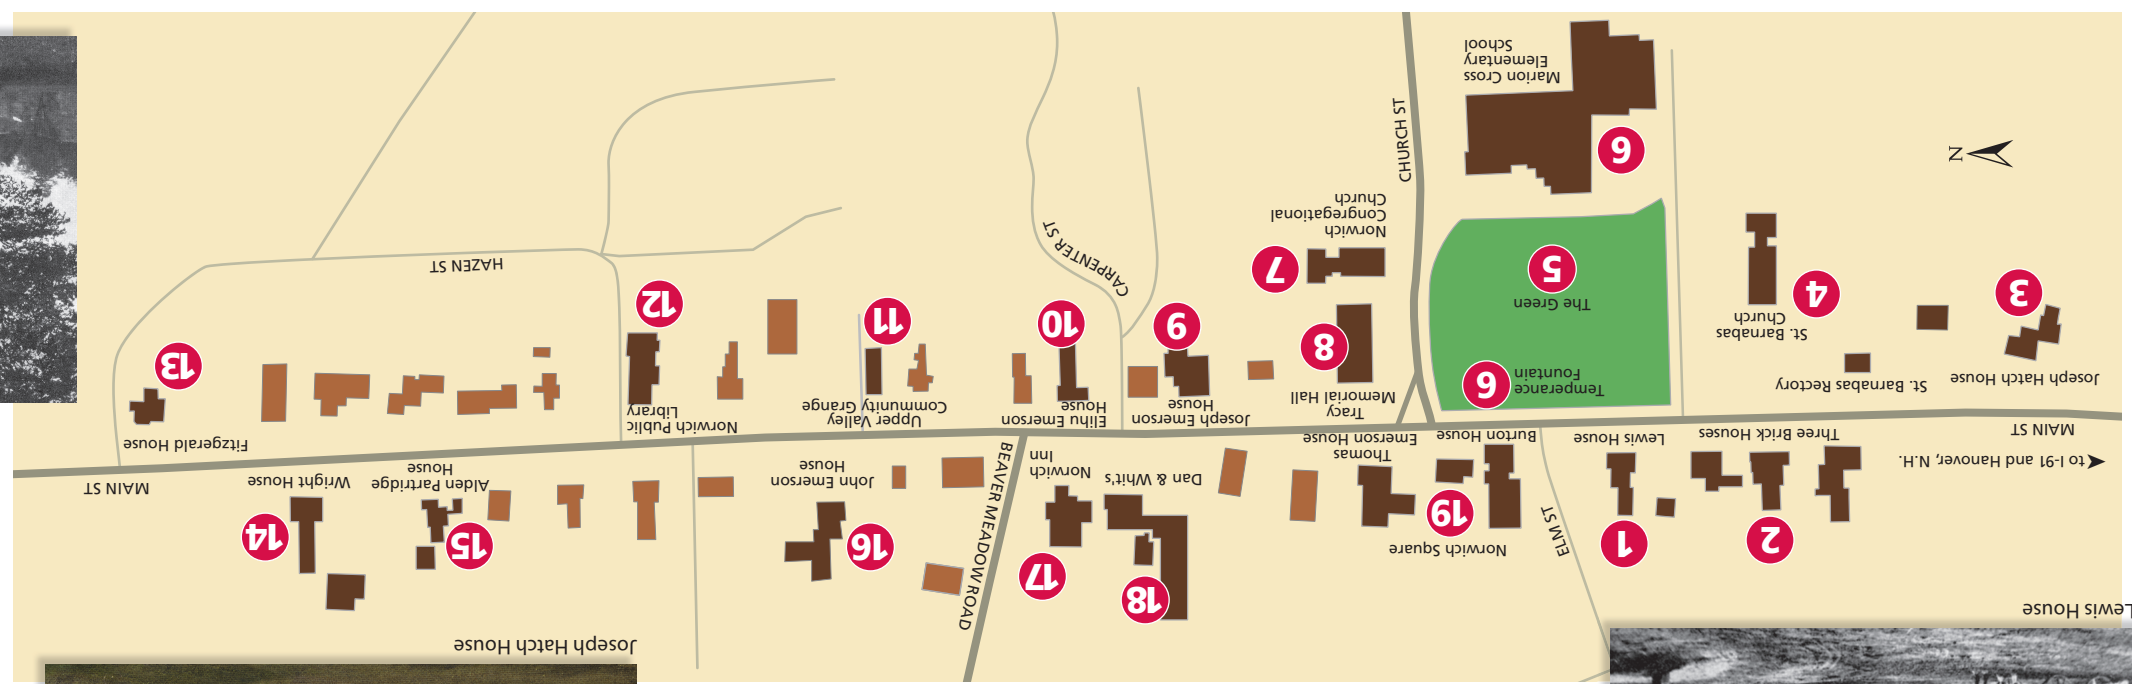 Lewis House
Joseph Hatch House
18
17
16
15
14
1
2
19
Norwich Square
ELM ST
BEAVER MEADOW ROAD
to I-91 and Hanover, N.H.
Three Brick Houses
Lewis House
Burton House
Thomas
Emerson House
Dan & Whit's
Norwich
Inn
John Emerson
House
Alden Partridge
House
Wright House
MAIN ST
MAIN ST
Joseph Hatch House
3
St. Barnabas Rectory
St. Barnabas
Church
4
Temperance
Fountain
6
The Green
5
Tracy
Memorial Hall
8
Norwich
Congregational
Church
7
Joseph Emerson
House
9
Elihu Emerson
House
10
Upper Valley
Community Grange
11
Norwich Public
Library
12
Fitzgerald House
13
CARPENTER ST
HAZEN ST
CHURCH ST
N
6
Marion Cross
Elementary
School